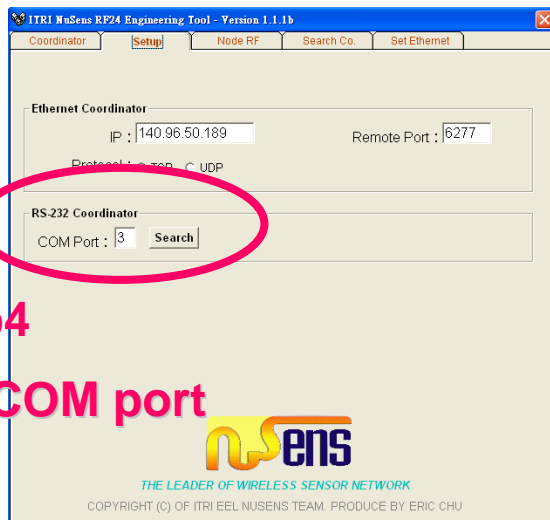 ITRI NuSens RF24 Engineering Tool - Version 1.1.1b
Coordinator Setup Node RF Search Co. Set Ethernet
Ethernet Coordinator
IP : 140.96.50.189 Remote Port : 6277
Protocol : TCP UDP
RS-232 Coordinator
COM Port : 3 Search
4
COM port
nuSens
THE LEADER OF WIRELESS SENSOR NETWORK
COPYRIGHT (C) OF ITRI EEL NUSENS TEAM. PRODUCE BY ERIC CHU